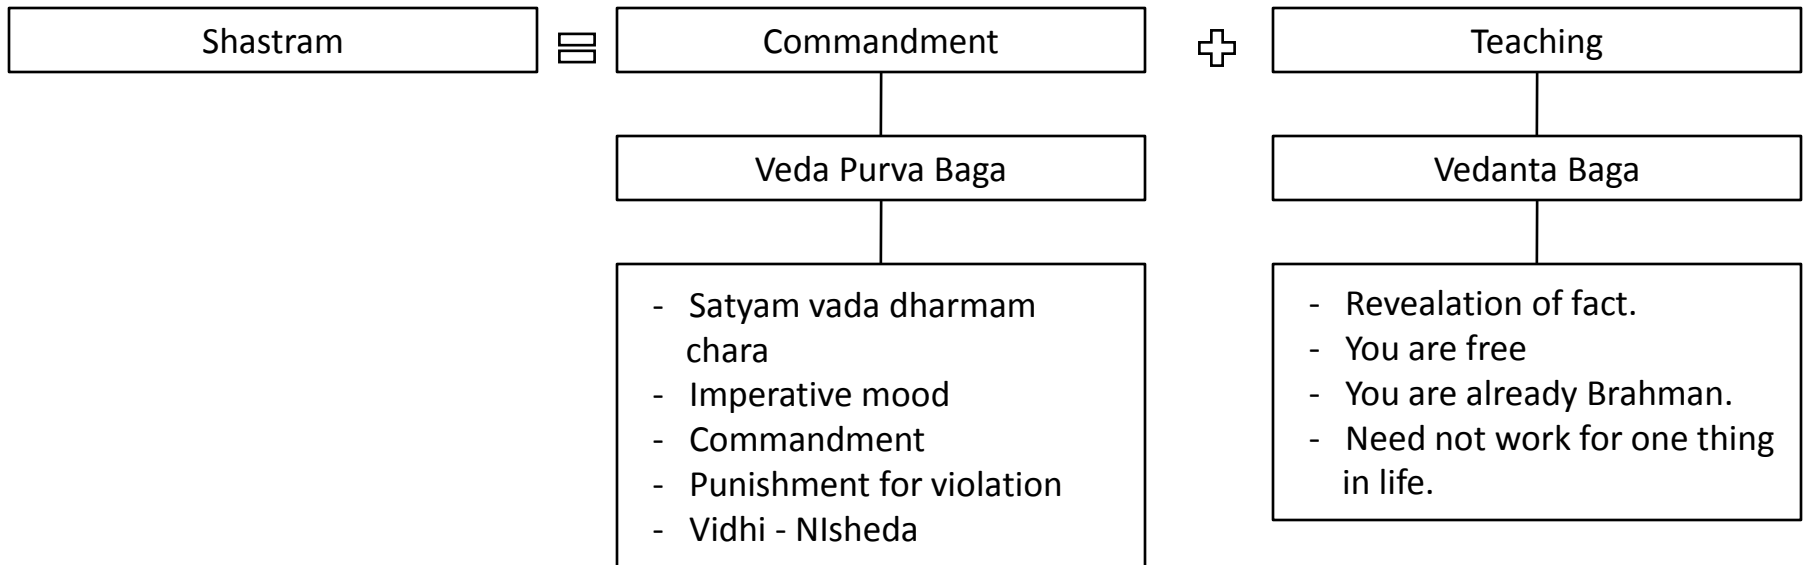 Shastram
Commandment
Teaching
Veda Purva Baga
Vedanta Baga
- Satyam vada dharmam
chara
- Imperative mood
- Commandment
- Punishment for violation
- Vidhi - NIsheda
- Revealation of fact.
- You are free
- You are already Brahman.
- Need not work for one thing
in life.